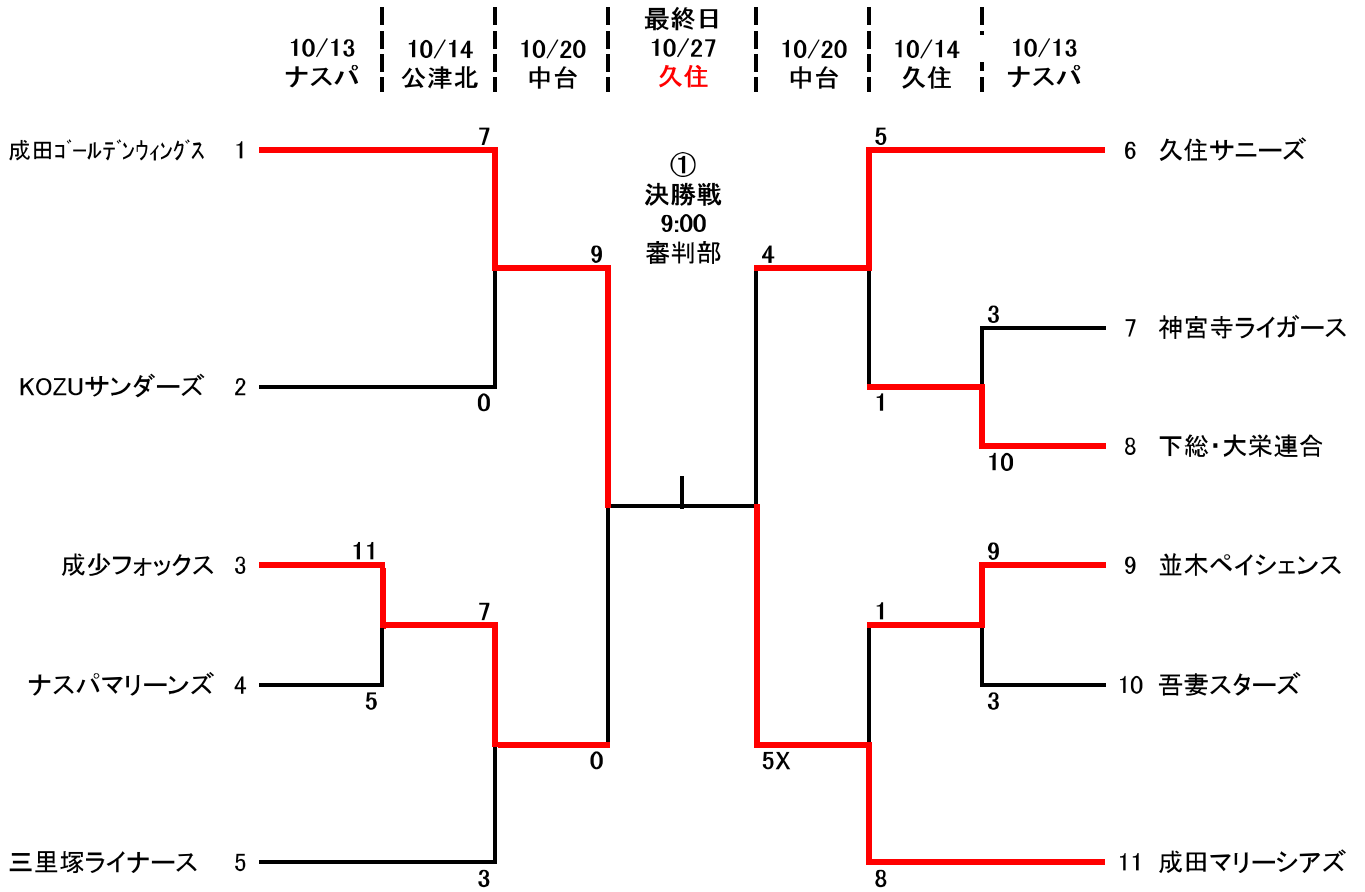 最終日
10/13 10/14 10/20 10/27 10/20 10/14 10/13
ナスパ 公津北 中台 久住 中台 久住 ナスパ
7 5
成田ｺﾞｰﾙﾃﾞﾝｳｨﾝｸﾞｽ 1 6 久住サニーズ
①
決勝戦
9:00
審判部
9 4
3
7 神宮寺ライガース
KOZUサンダーズ 2
0 1
8 下総・大栄連合
10
11 9
成少フォックス 3 9 並木ペイシェンス
7 1
ナスパマリーンズ 4 10 吾妻スターズ
5 3
0 5X
三里塚ライナース 5 11 成田マリーシアズ
3 8